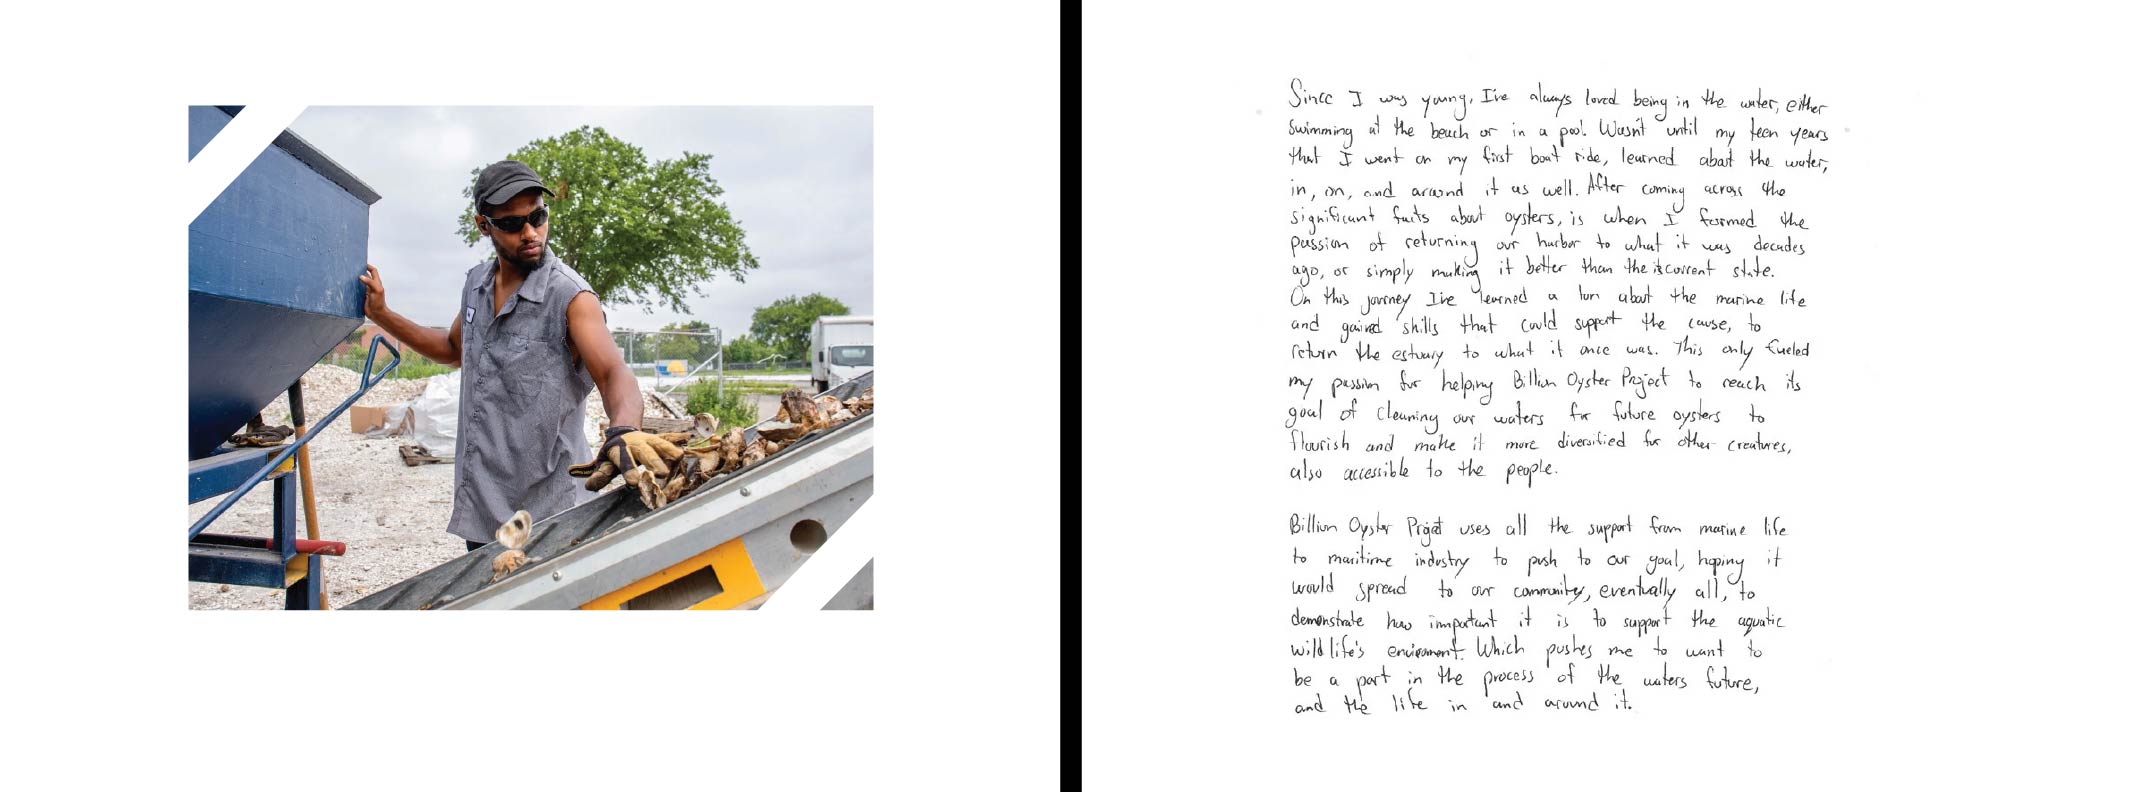 Since I was young, I've always loved being in the water, either
swimming at the beach or in a pool. Wasn't until my teen years
that I went on my first boat ride, learned about the water,
in, on, and around it as well. After coming across the
significant facts about oysters, is when I formed the
passion of returning our harbor to what it was decades
ago, or simply making it better than the is current state.
On this journey I've learned a ton about the marine life
and gained skills that could support the cause, to
return the estuary to what it once was. This only fueled
my passion for helping Billion Oyster Project to reach its
goal of cleaning our waters for future oysters to
flourish and make it more diversified for other creatures,
also accessible to the people.
Billion Oyster Project uses all the support from marine life
to maritime industry to push to our goal, hoping it
would spread to our community, eventually all, to
demonstrate how important it is to support the aquatic
wildlife's enviroment. Which pushes me to want to
be a part in the process of the waters future,
and the life in and around it.